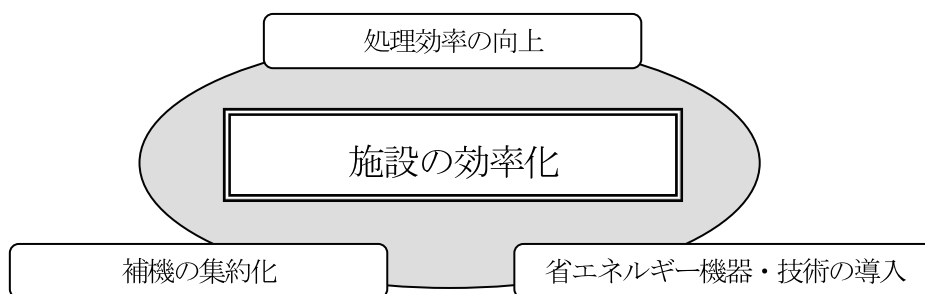 処理効率の向上
施設の効率化
補機の集約化
省エネルギー機器・技術の導入